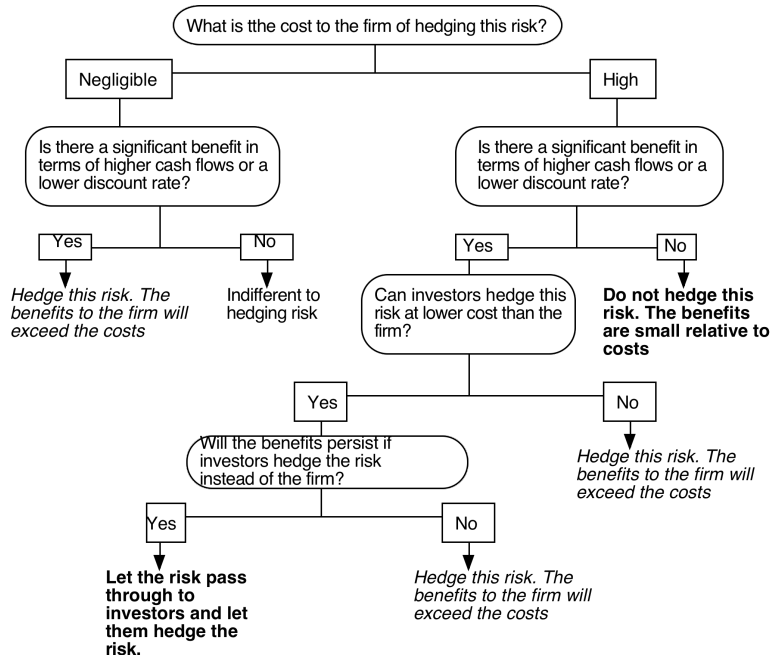 What is tthe cost to the firm of hedging this risk?
Negligible
High
Is there a significant benefit in
terms of higher cash flows or a
lower discount rate?
Is there a significant benefit in
terms of higher cash flows or a
lower discount rate?
Yes
No
Yes
No
Hedge this risk. The
benefits to the firm will
exceed the costs
Indifferent to
hedging risk
Can investors hedge this
risk at lower cost than the
firm?
Do not hedge this
risk. The benefits
are small relative to
costs
Yes
No
Will the benefits persist if
investors hedge the risk
instead of the firm?
Hedge this risk. The
benefits to the firm will
exceed the costs
Yes
No
Let the risk pass
through to
investors and let
them hedge the
risk.
Hedge this risk. The
benefits to the firm will
exceed the costs